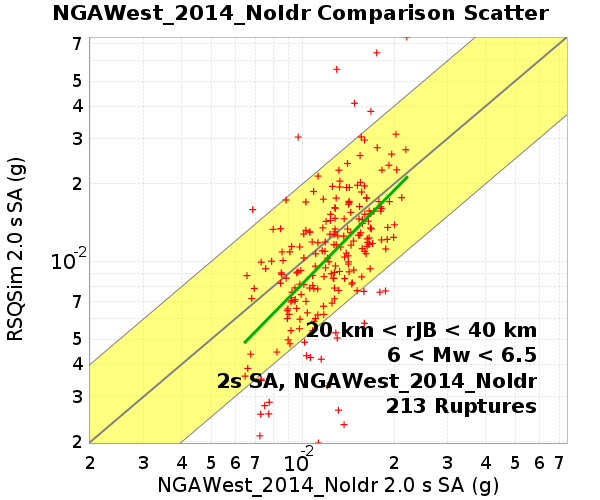 NGAWest_2014_NoIdr Comparison Scatter
RSQSim 2.0 s SA (g)
7
5
4
3
2
10-2
7
5
4
3
2
20 km < rJB < 40 km
6 < Mw < 6.5
2s SA, NGAWest_2014_NoIdr
213 Ruptures
2 3 4 5 6 7 10-2 2 3 4 5 6 7
NGAWest_2014_NoIdr 2.0 s SA (g)